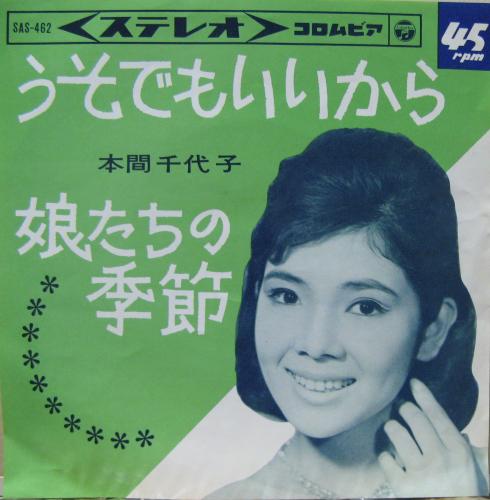 SAS-462 <ステレオ> コロムビア
45
rpm
うそでもいいから
本間千代子
娘たちの
季節